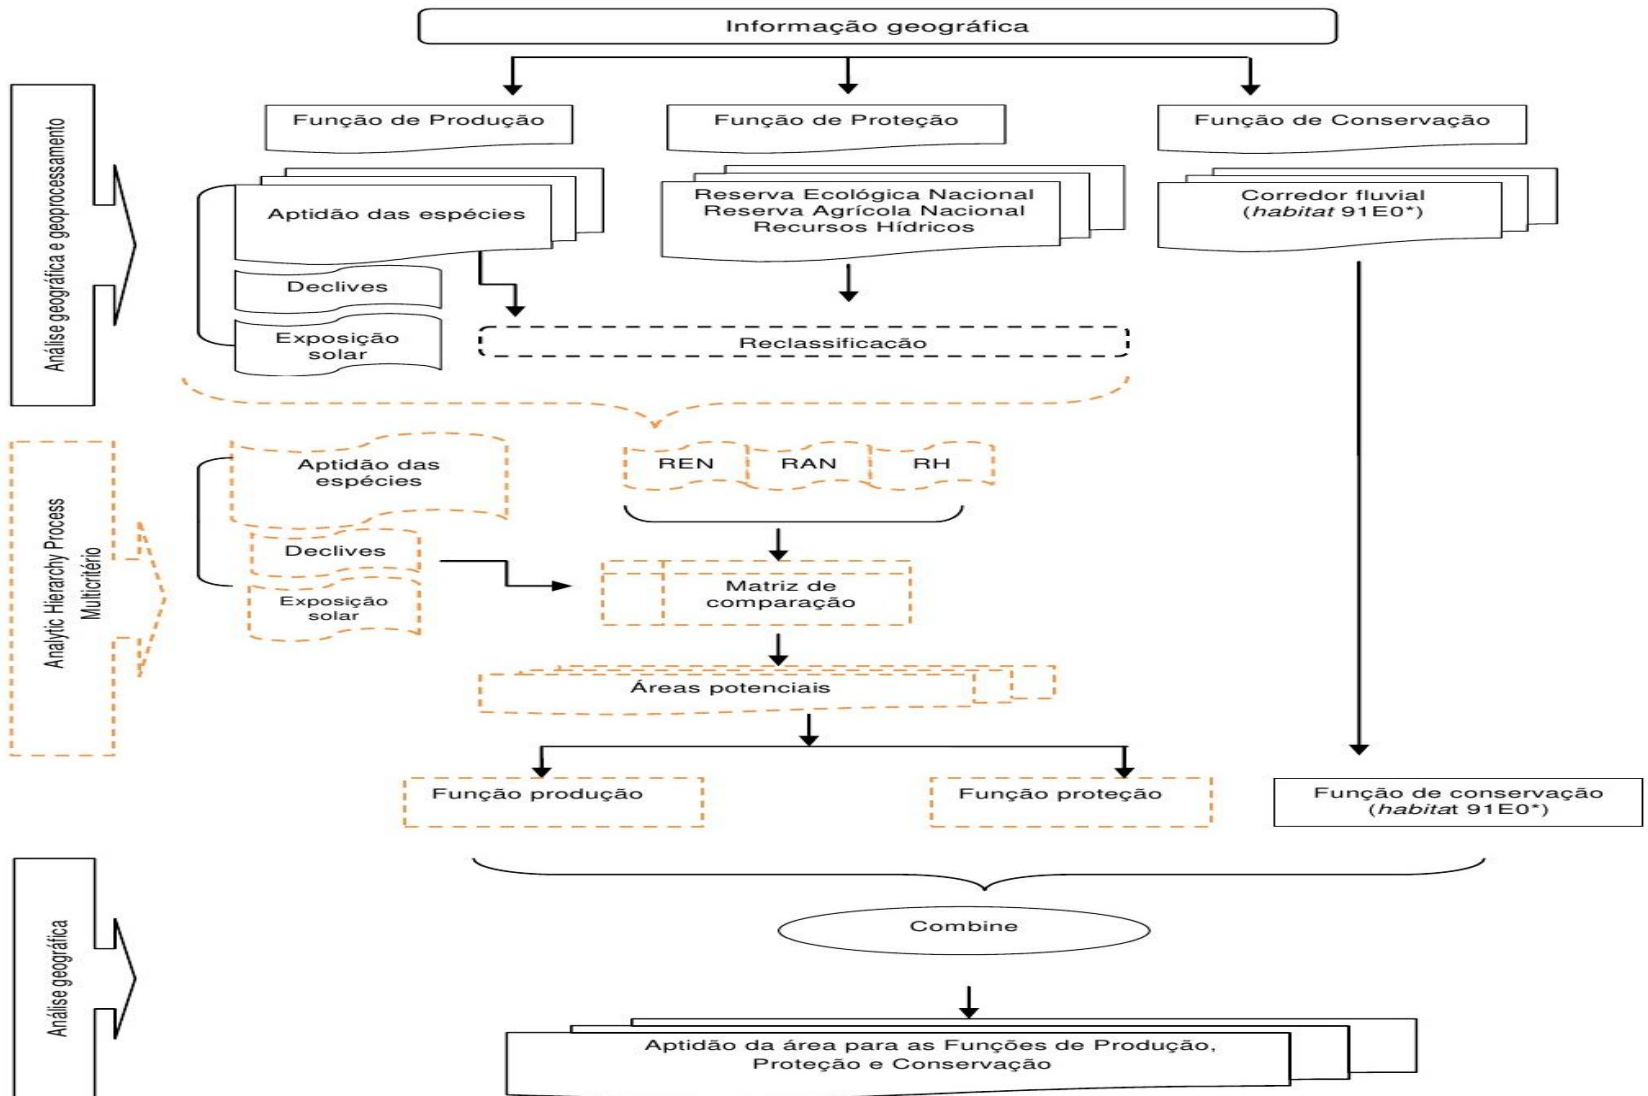 Informação geográfica
Análise geográfica e geoprocessamento
Função de Produção
Função de Proteção
Função de Conservação
Aptidão das espécies
Declives
Exposição
solar
Reserva Ecológica Nacional
Reserva Agrícola Nacional
Recursos Hídricos
Corredor fluvial
(habitat 91E0*)
Reclassificação
Analytic Hierarchy Process
Multicritério
Aptidão das
espécies
Declives
Exposição
solar
REN
RAN
RH
Matriz de
comparação
Áreas potenciais
Função produção
Função proteção
Função de conservação
(habitat 91E0*)
Análise geográfica
Combine
Aptidão da área para as Funções de Produção,
Proteção e Conservação